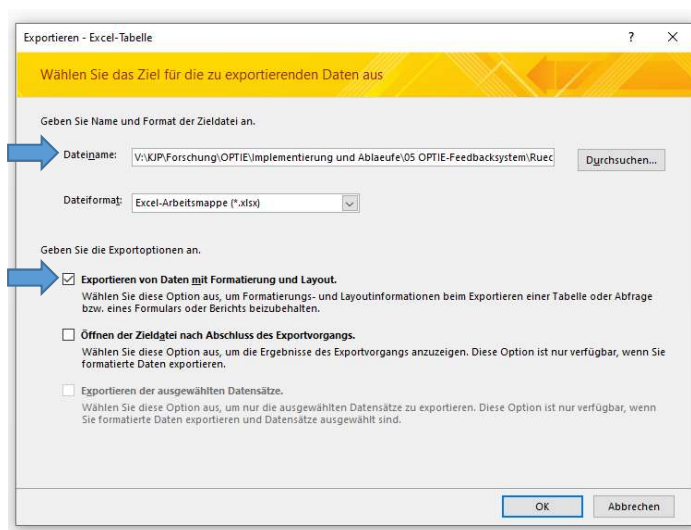 Exportieren - Excel-Tabelle
Wählen Sie das Ziel für die zu exportierenden Daten aus
Geben Sie Name und Format der Zieldatei an.
Dateiname: V:\KJP\Forschung\OPTIE\Implementierung und Ablaeufe\05 OPTIE-Feedbacksystem\Ruec Durchsuchen...
Dateiformat: Excel-Arbeitsmappe (*.xlsx)
Geben Sie die Exportoptionen an.
Exportieren von Daten mit Formatierung und Layout.
Wählen Sie diese Option aus, um Formatierungs- und Layoutinformationen beim Exportieren einer Tabelle oder Abfrage
bzw. eines Formulars oder Berichts beizubehalten.
Öffnen der Zieldatei nach Abschluss des Exportvorgangs.
Wählen Sie diese Option aus, um die Ergebnisse des Exportvorgangs anzuzeigen. Diese Option ist nur verfügbar, wenn Sie
formatierte Daten exportieren.
Exportieren der ausgewählten Datensätze.
Wählen Sie diese Option aus, um nur die ausgewählten Datensätze zu exportieren. Diese Option ist nur verfügbar, wenn
Sie formatierte Daten exportieren und Datensätze ausgewählt sind.
OK Abbrechen